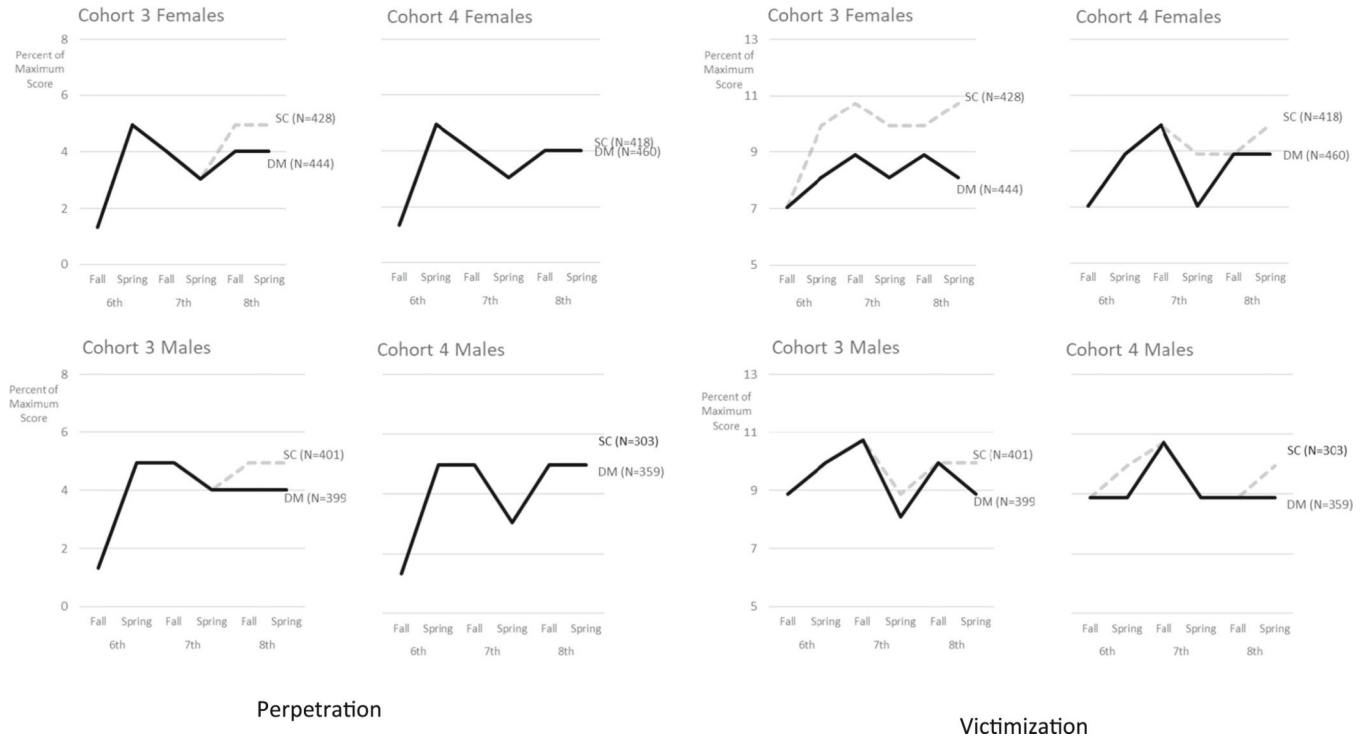 Cohort 3 Females
8
Percent of
Maximum
Score
6
4
2
0
SC (N=428)
DM (N=444)
Fall Spring Fall Spring Fall Spring
6th 7th 8th
Cohort 4 Females
SC (N=418)
DM (N=460)
Fall Spring Fall Spring Fall Spring
6th 7th 8th
Cohort 3 Females
13
Percent of
Maximum
Score
11
9
7
5
SC (N=428)
DM (N=444)
Fall Spring Fall Spring Fall Spring
6th 7th 8th
Cohort 4 Females
SC (N=418)
DM (N=460)
Fall Spring Fall Spring Fall Spring
6th 7th 8th
Cohort 3 Males
8
Percent of
Maximum
Score
6
4
2
0
SC (N=401)
DM (N=399
Fall Spring Fall Spring Fall Spring
6th 7th 8th
Cohort 4 Males
SC (N=303)
DM (N=359)
Fall Spring Fall Spring Fall Spring
6th 7th 8th
Cohort 3 Males
13
Percent of
Maximum
Score
11
9
7
5
SC (N=401)
DM (N=399
Fall Spring Fall Spring Fall Spring
6th 7th 8th
Cohort 4 Males
SC (N=303)
DM (N=359)
Fall Spring Fall Spring Fall Spring
6th 7th 8th
Perpetration
Victimization